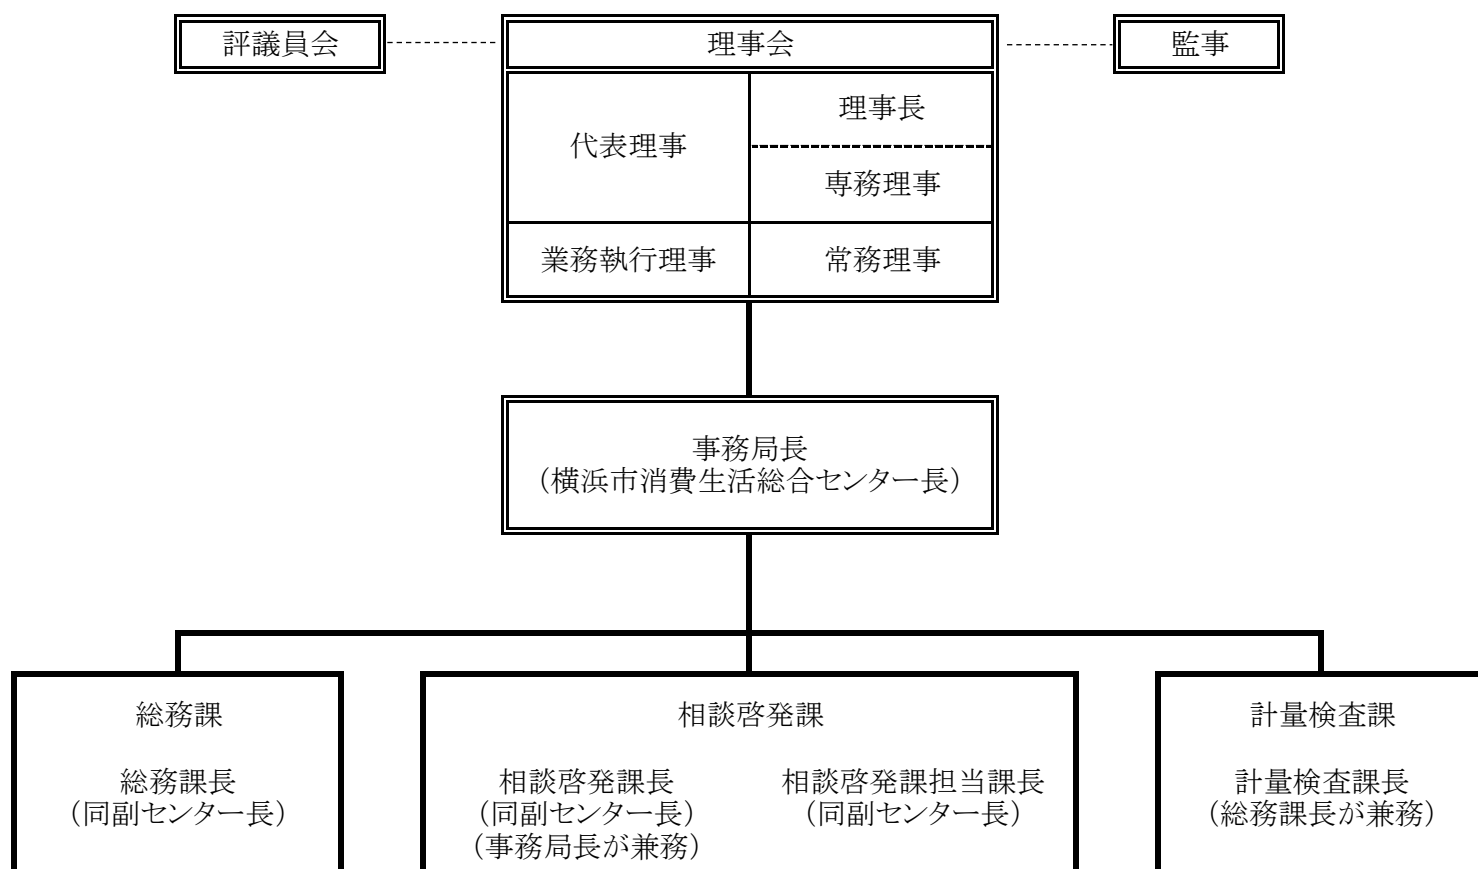 評議員会
理事会
監事
代表理事
理事長
専務理事
業務執行理事
常務理事
事務局長
（横浜市消費生活総合センター長）
総務課
総務課長
（同副センター長）
相談啓発課
相談啓発課長
（同副センター長）
（事務局長が兼務）
相談啓発課担当課長
（同副センター長）
計量検査課
計量検査課長
（総務課長が兼務）